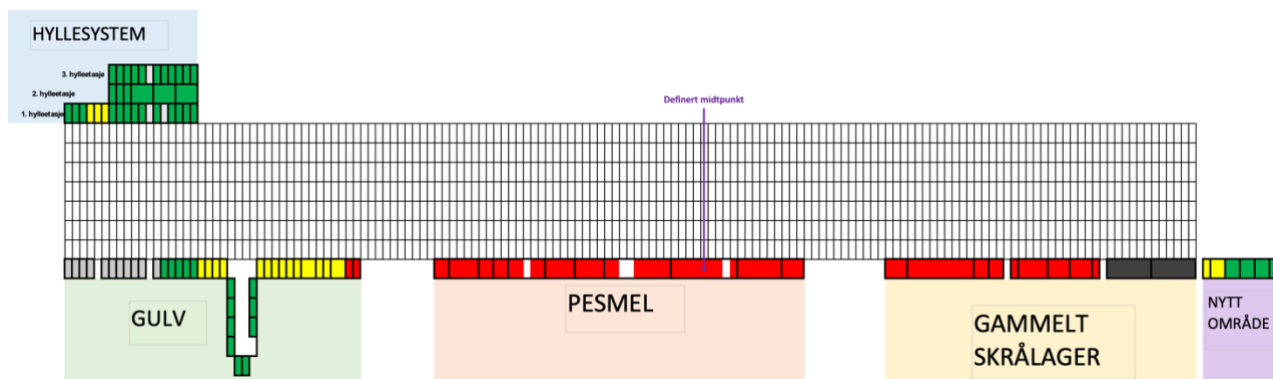 HYLLESYSTEM
3. hylleetasje
2. hylleetasje
1. hylleetasje
Definert midtpunkt
GULV
PESMEL
GAMMELT
SKRÅLAGER
NYTT
OMRÅDE